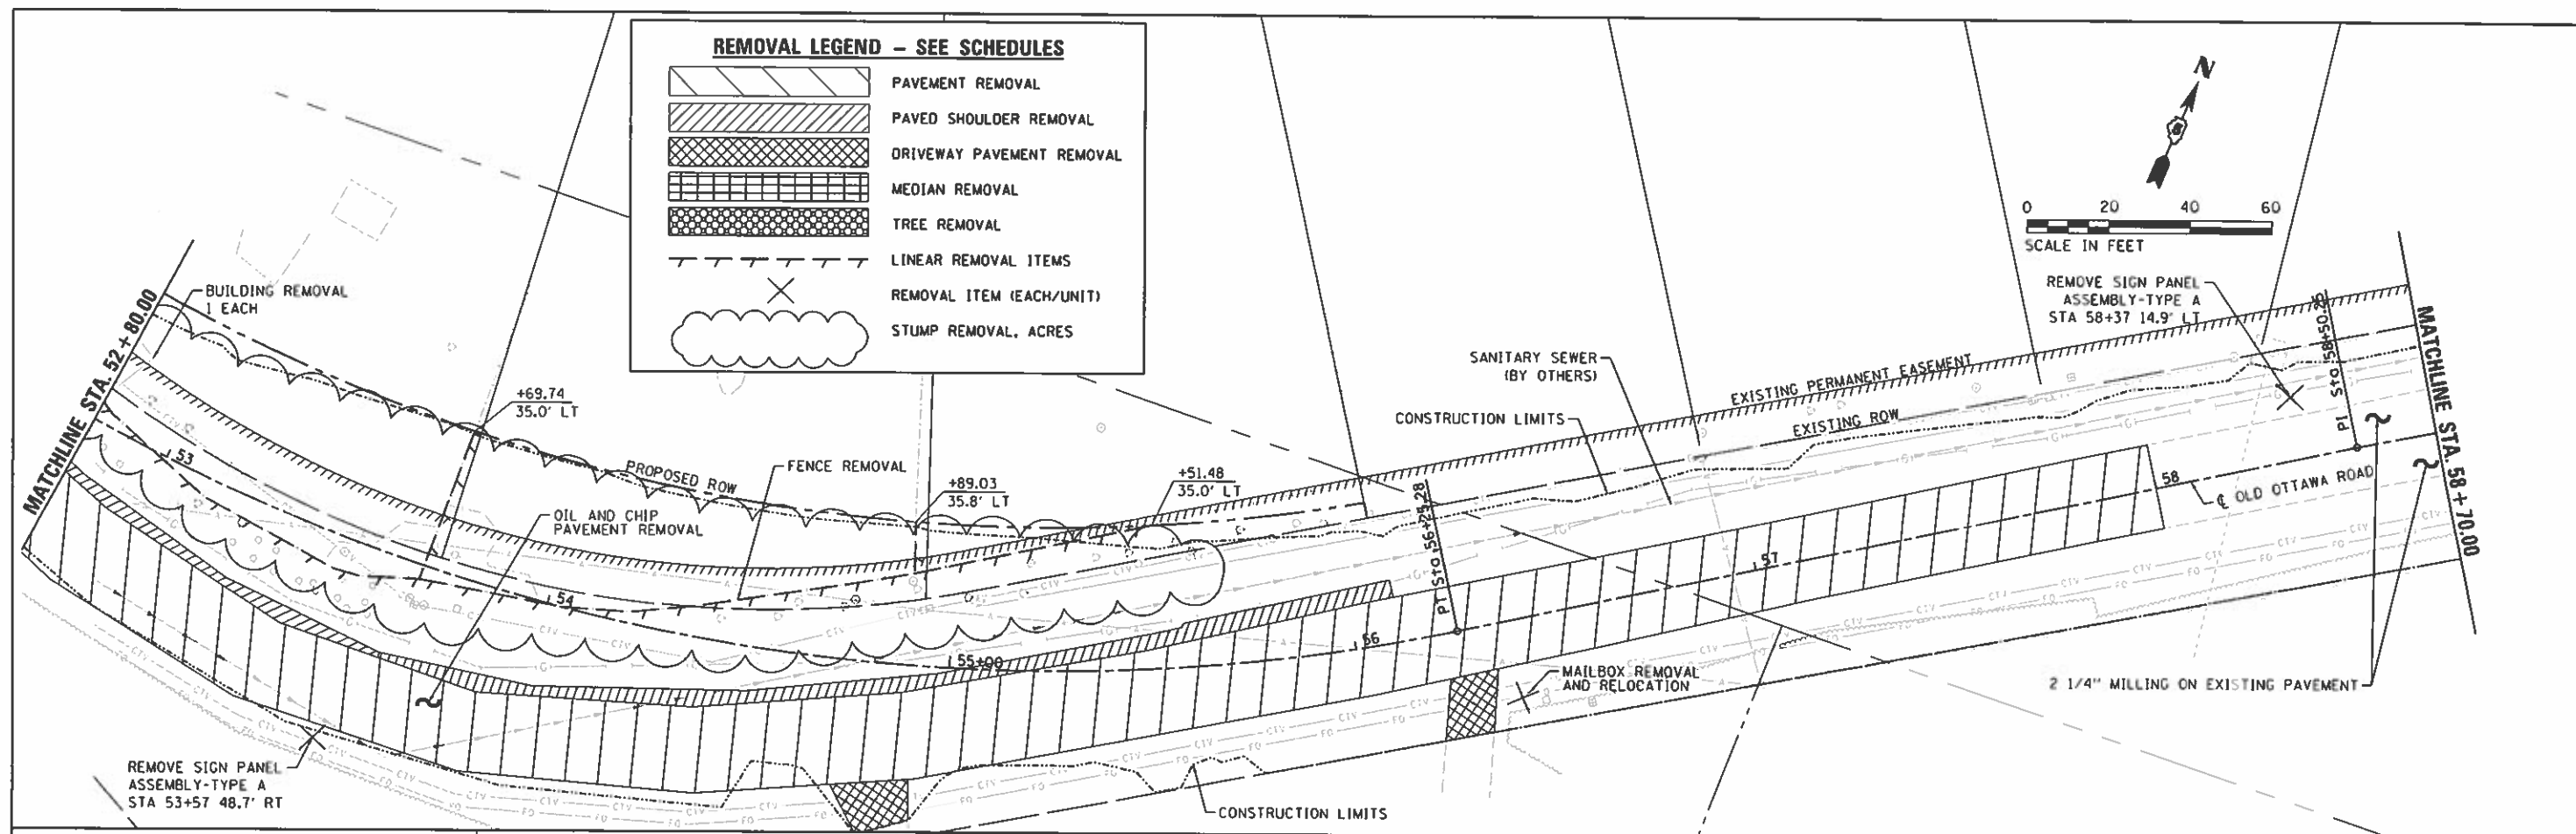 REMOVAL LEGEND - SEE SCHEDULES
PAVEMENT REMOVAL
PAVED SHOULDER REMOVAL
DRIVEWAY PAVEMENT REMOVAL
MEDIAN REMOVAL
TREE REMOVAL
LINEAR REMOVAL ITEMS
REMOVAL ITEM (EACH/UNIT)
STUMP REMOVAL, ACRES
N
0 20 40 60
SCALE IN FEET
REMOVE SIGN PANEL
ASSEMBLY-TYPE A
STA 58+37 14.9' LT
PI Sta 58+50.25
MATCHLINE STA 58+70.00
BUILDING REMOVAL
1 EACH
MATCHLINE STA. 52+80.00
+69.74
35.0' LT
PROPOSED ROW
FENCE REMOVAL
+89.03
35.8' LT
+51.48
35.0' LT
SANITARY SEWER
(BY OTHERS)
CONSTRUCTION LIMITS
EXISTING PERMANENT EASEMENT
EXISTING ROW
PT Sta 56+25.28
OIL AND CHIP
PAVEMENT REMOVAL
53
54
55+00
56
57
58
℄ OLD OTTAWA ROAD
MAILBOX REMOVAL
AND RELOCATION
2 1/4" MILLING ON EXISTING PAVEMENT
REMOVE SIGN PANEL
ASSEMBLY-TYPE A
STA 53+57 48.7' RT
CONSTRUCTION LIMITS